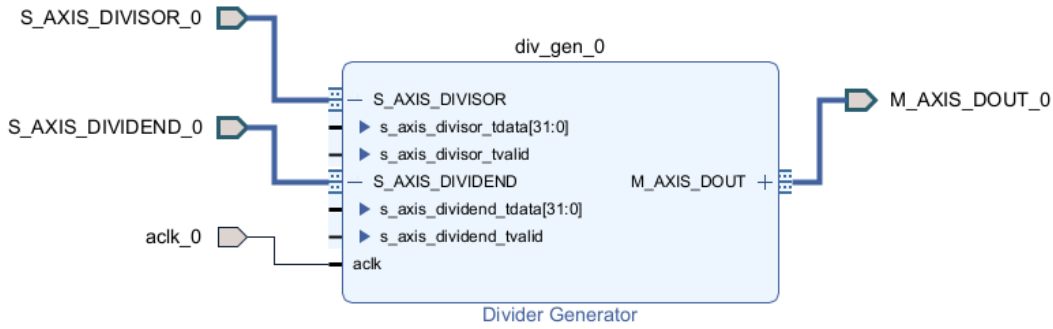 S_AXIS_DIVISOR_0
div_gen_0
S_AXIS_DIVISOR
M_AXIS_DOUT_0
S_AXIS_DIVIDEND_0
s_axis_divisor_tdata[31:0]
s_axis_divisor_tvalid
S_AXIS_DIVIDEND
M_AXIS_DOUT
s_axis_dividend_tdata[31:0]
aclk_0
s_axis_dividend_tvalid
aclk
Divider Generator